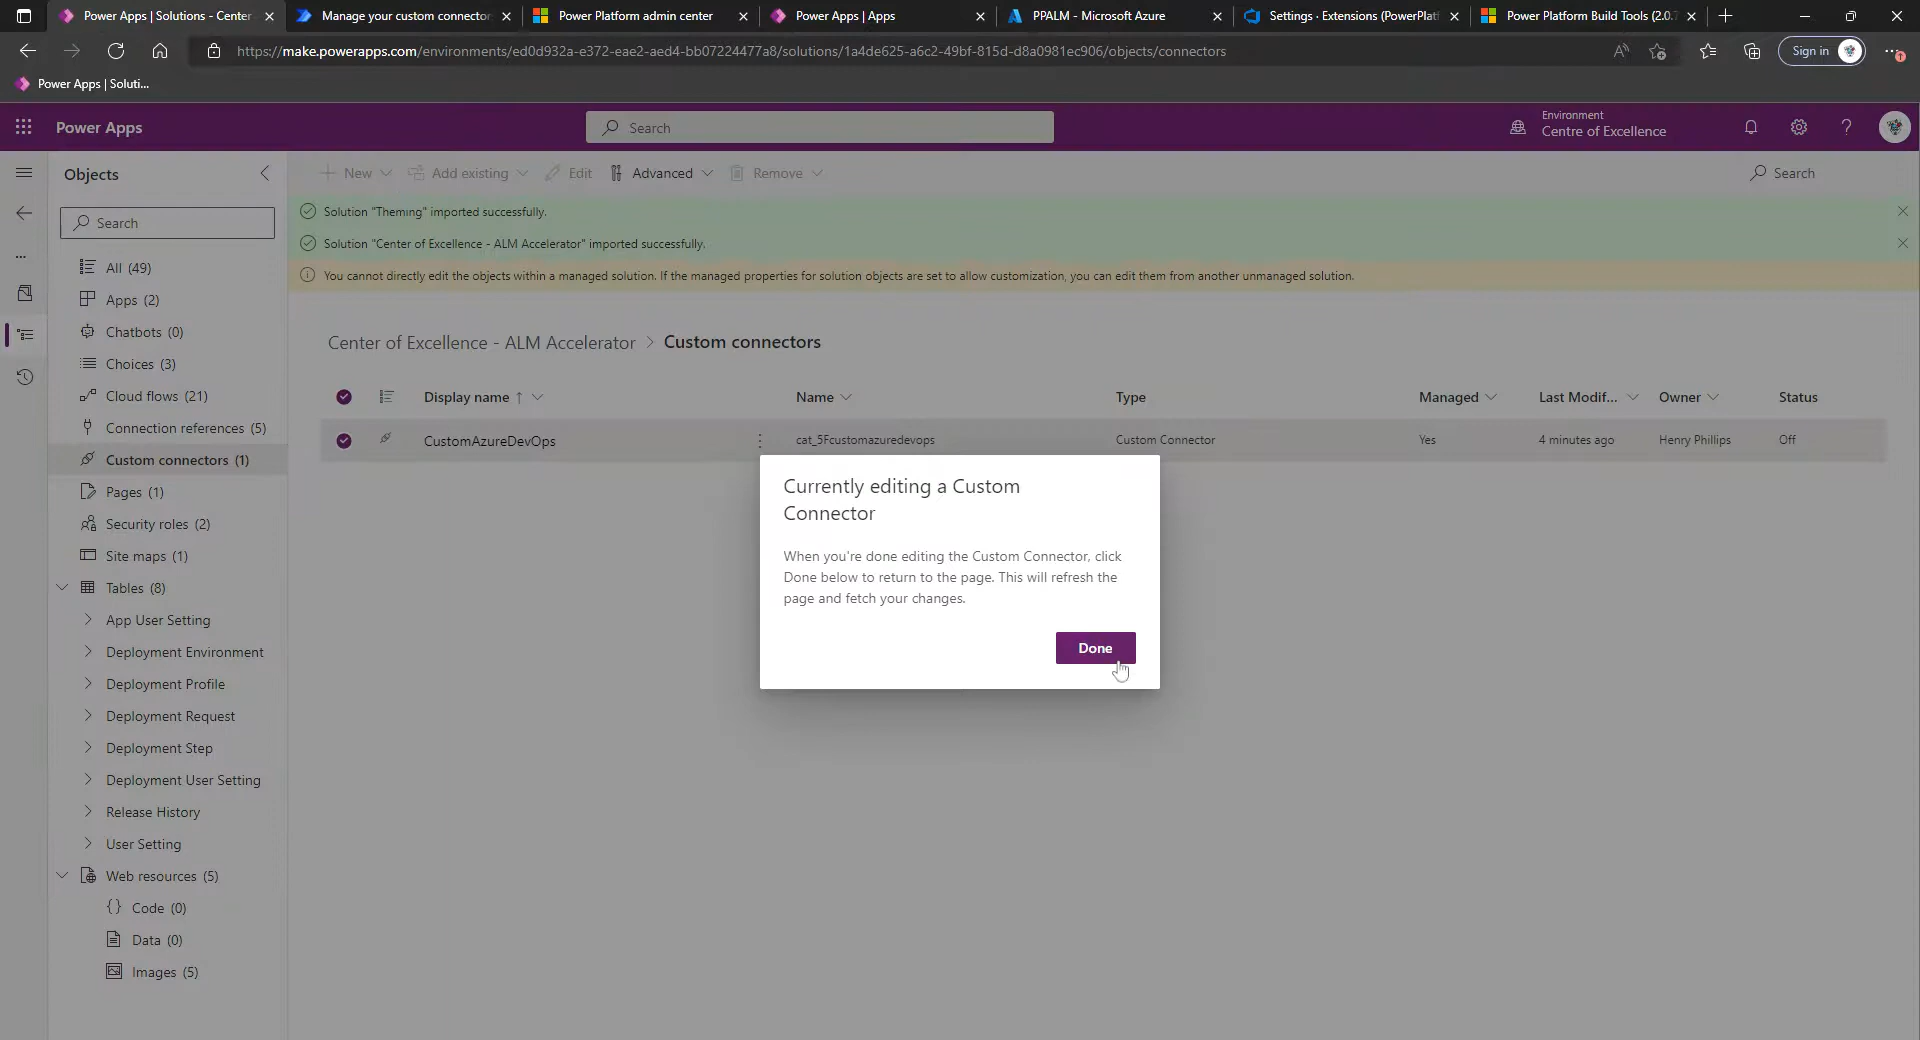 Power Apps | Solutions - Center
Manage your custom connector
Power Platform admin center
Power Apps | Apps
PPALM - Microsoft Azure
Settings · Extensions (PowerPlatf
Power Platform Build Tools (2.0.
https://make.powerapps.com/environments/ed0d932a-e372-eae2-aed4-bb07224477a8/solutions/1a4de625-a6c2-49bf-815d-d8a0981ec906/objects/connectors
Sign in
Power Apps | Soluti...
Power Apps
Search
Environment
Centre of Excellence
Objects
New
Add existing
Edit
Advanced
Remove
Search
Solution "Theming" imported successfully.
Search
Solution "Center of Excellence - ALM Accelerator" imported successfully.
All (49)
You cannot directly edit the objects within a managed solution. If the managed properties for solution objects are set to allow customization, you can edit them from another unmanaged solution.
Apps (2)
Chatbots (0)
Center of Excellence - ALM Accelerator > Custom connectors
Choices (3)
Cloud flows (21)
Display name
Name
Type
Managed
Last Modif...
Owner
Status
Connection references (5)
CustomAzureDevOps
cat_5Fcustomazuredevops
Custom Connector
Yes
4 minutes ago
Henry Phillips
Off
Custom connectors (1)
Pages (1)
Security roles (2)
Site maps (1)
Tables (8)
App User Setting
Deployment Environment
Deployment Profile
Deployment Request
Deployment Step
Deployment User Setting
Release History
User Setting
Web resources (5)
Code (0)
Data (0)
Images (5)
Currently editing a Custom
Connector
When you're done editing the Custom Connector, click
Done below to return to the page. This will refresh the
page and fetch your changes.
Done